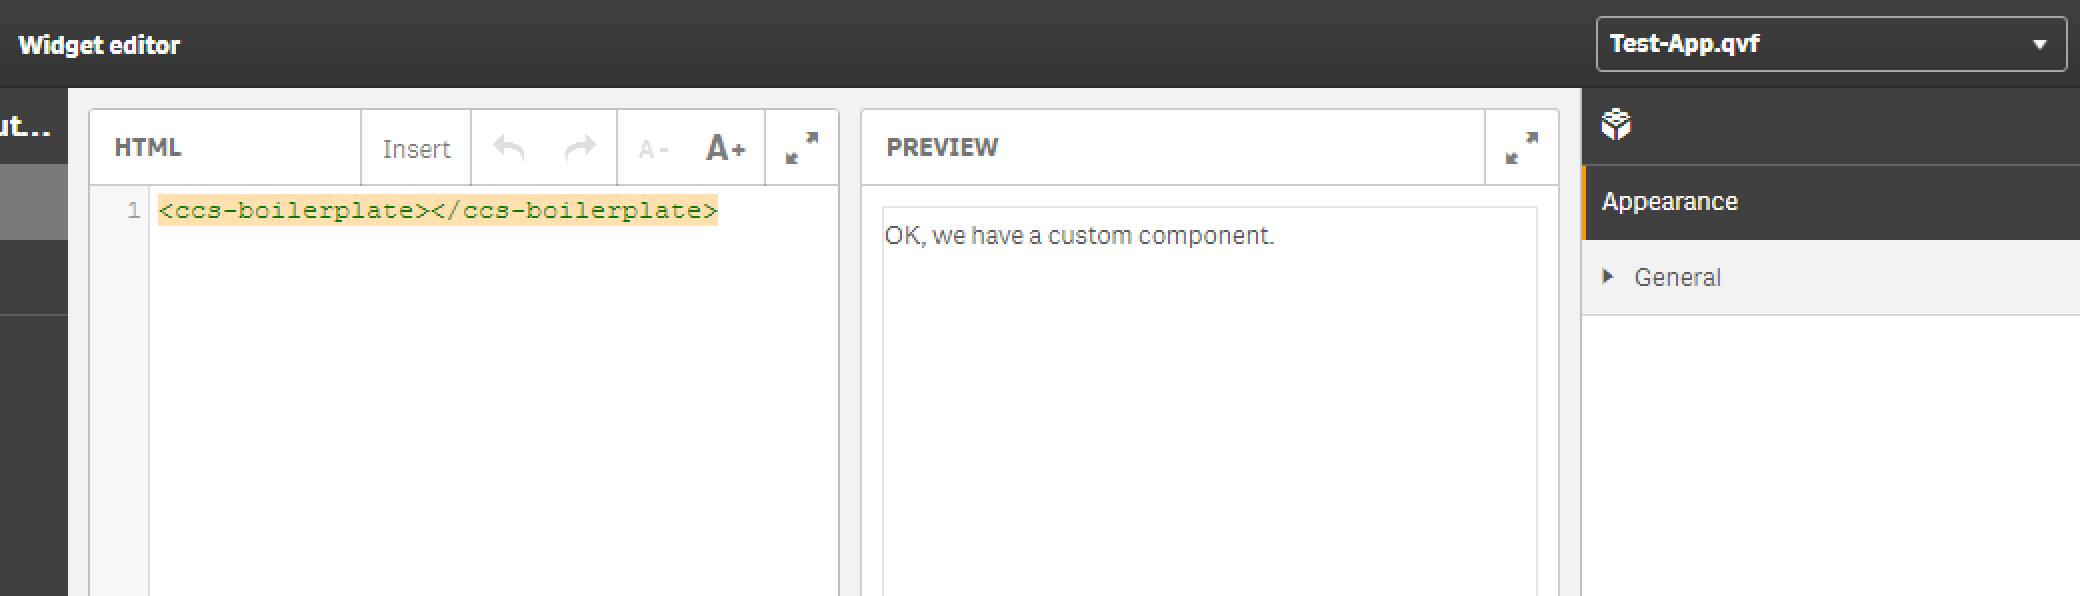 Widget editor
Test-App.qvf
ut...
HTML
Insert
A-
A+
PREVIEW
1
<ccs-boilerplate></ccs-boilerplate>
OK, we have a custom component.
Appearance
General